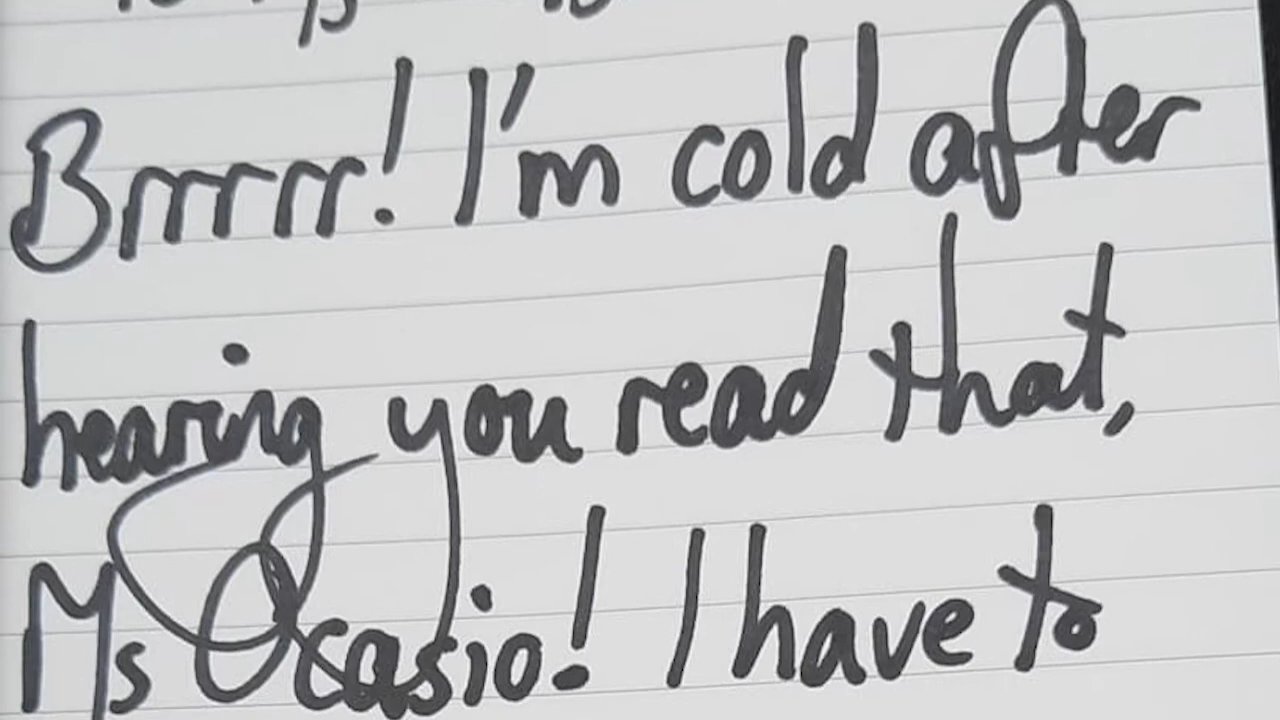 Brrrrr! I'm cold after
hearing you read that,
Ms Ocasio! I have to